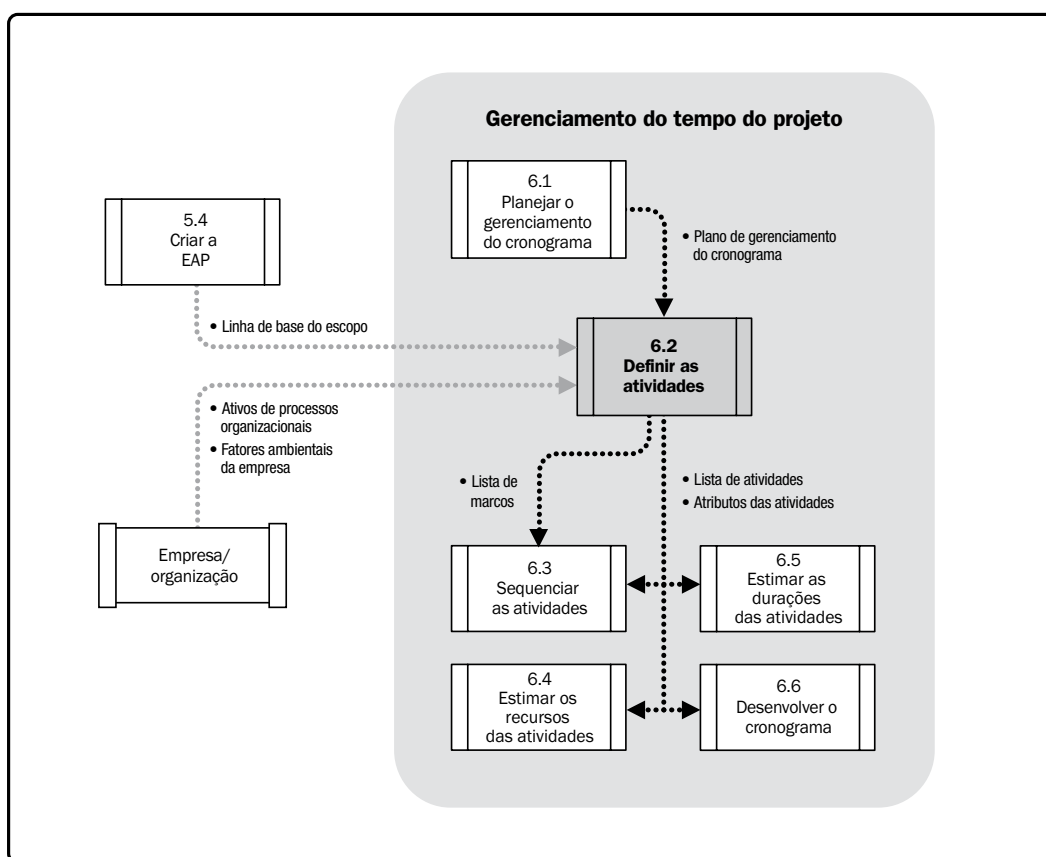 Gerenciamento do tempo do projeto
6.1
Planejar o
gerenciamento
do cronograma
• Plano de gerenciamento
do cronograma
5.4
Criar a
EAP
• Linha de base do escopo
6.2
Definir as
atividades
• Ativos de processos
organizacionais
• Fatores ambientais
da empresa
• Lista de
marcos
• Lista de atividades
• Atributos das atividades
Empresa/
organização
6.3
Sequenciar
as atividades
6.5
Estimar as
durações
das atividades
6.4
Estimar os
recursos
das atividades
6.6
Desenvolver o
cronograma